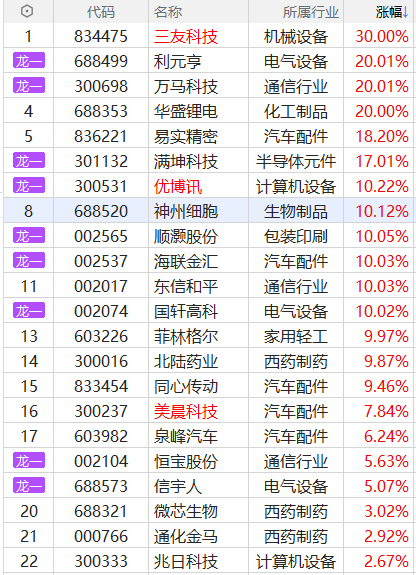 代码 名称 所属行业 涨幅↓
1 834475 三友科技 机械设备 30.00%
龙一 688499 利元亨 电气设备 20.01%
龙一 300698 万马科技 通信行业 20.01%
4 688353 华盛锂电 化工制品 20.00%
5 836221 易实精密 汽车配件 18.20%
龙一 301132 满坤科技 半导体元件 17.01%
龙一 300531 优博讯 计算机设备 10.22%
8 688520 神州细胞 生物制品 10.12%
龙一 002565 顺灏股份 包装印刷 10.05%
龙一 002537 海联金汇 汽车配件 10.03%
11 002017 东信和平 通信行业 10.03%
龙一 002074 国轩高科 电气设备 10.02%
13 603226 菲林格尔 家用轻工 9.97%
14 300016 北陆药业 西药制药 9.87%
15 833454 同心传动 汽车配件 9.46%
16 300237 美晨科技 汽车配件 7.84%
17 603982 泉峰汽车 汽车配件 6.24%
龙一 002104 恒宝股份 通信行业 5.63%
龙一 688573 信宇人 电气设备 5.07%
20 688321 微芯生物 西药制药 3.02%
21 000766 通化金马 西药制药 2.92%
22 300333 兆日科技 计算机设备 2.67%